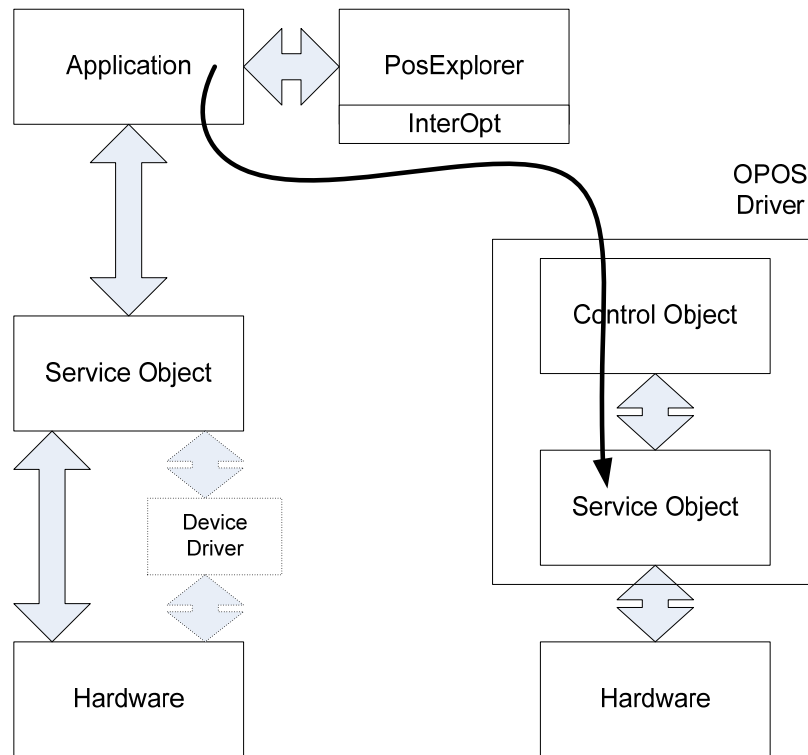 Application
PosExplorer
InterOpt
OPOS
Driver
Control Object
Service Object
Service Object
Device
Driver
Hardware
Hardware